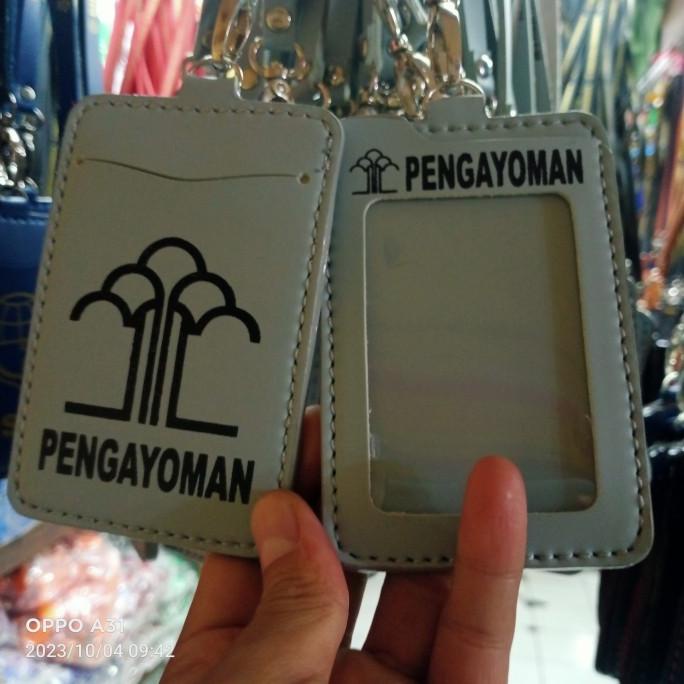 PENGAYOMAN
PENGAYOMAN
OPPO A31
2023/10/04 09:42